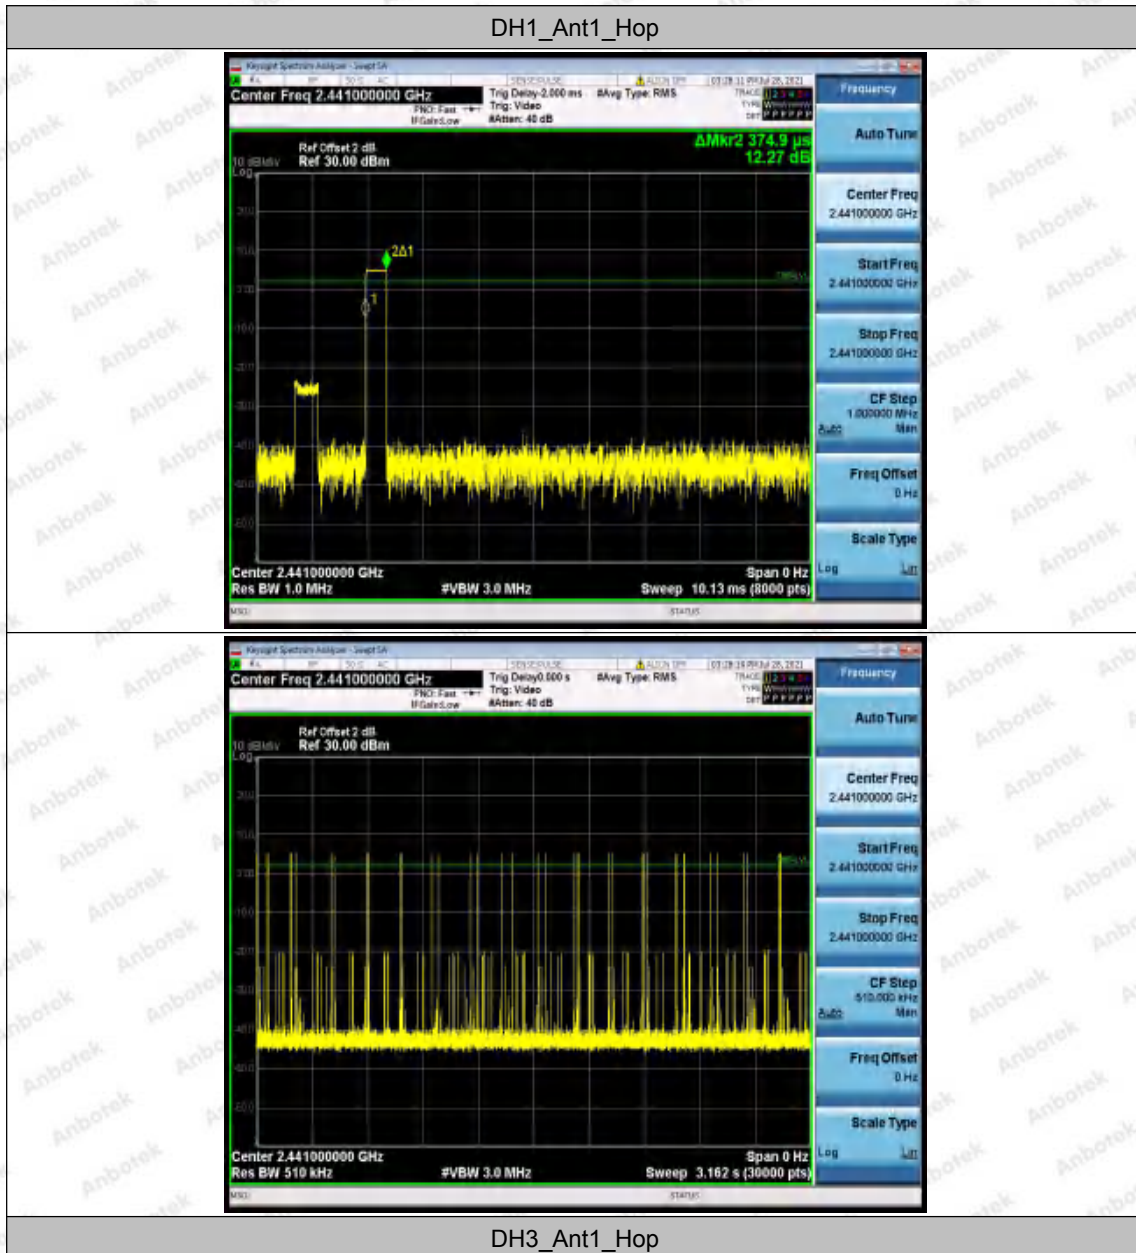 DH1_Ant1_Hop
Keysight Spectrum Analyzer - Swept SA
Center Freq 2.441000000 GHz
PNO: Fast
IFGain:Low
Trig Delay-2.000 ms
Trig: Video
#Atten: 40 dB
#Avg Type: RMS
TRACE
TYPE
DET P P P P P P
Frequency
Auto Tune
ΔMkr2 374.9 µs
12.27 dB
Ref Offset 2 dB
10 dB/div Ref 30.00 dBm
Log
Center Freq
2.441000000 GHz
Start Freq
2.441000000 GHz
Stop Freq
2.441000000 GHz
CF Step
1.000000 MHz
Auto Man
Freq Offset
0 Hz
Scale Type
Log Lin
2Δ1
1
Center 2.441000000 GHz
Span 0 Hz
Res BW 1.0 MHz
#VBW 3.0 MHz
Sweep 10.13 ms (8000 pts)
MSG
STATUS
Keysight Spectrum Analyzer - Swept SA
Center Freq 2.441000000 GHz
PNO: Fast
IFGain:Low
Trig Delay0.000 s
Trig: Video
#Atten: 40 dB
#Avg Type: RMS
TRACE
TYPE
DET P P P P P P
Frequency
Auto Tune
Ref Offset 2 dB
10 dB/div Ref 30.00 dBm
Log
Center Freq
2.441000000 GHz
Start Freq
2.441000000 GHz
Stop Freq
2.441000000 GHz
CF Step
510.000 kHz
Auto Man
Freq Offset
0 Hz
Scale Type
Log Lin
Center 2.441000000 GHz
Span 0 Hz
Res BW 510 kHz
#VBW 3.0 MHz
Sweep 3.162 s (30000 pts)
MSG
STATUS
DH3_Ant1_Hop